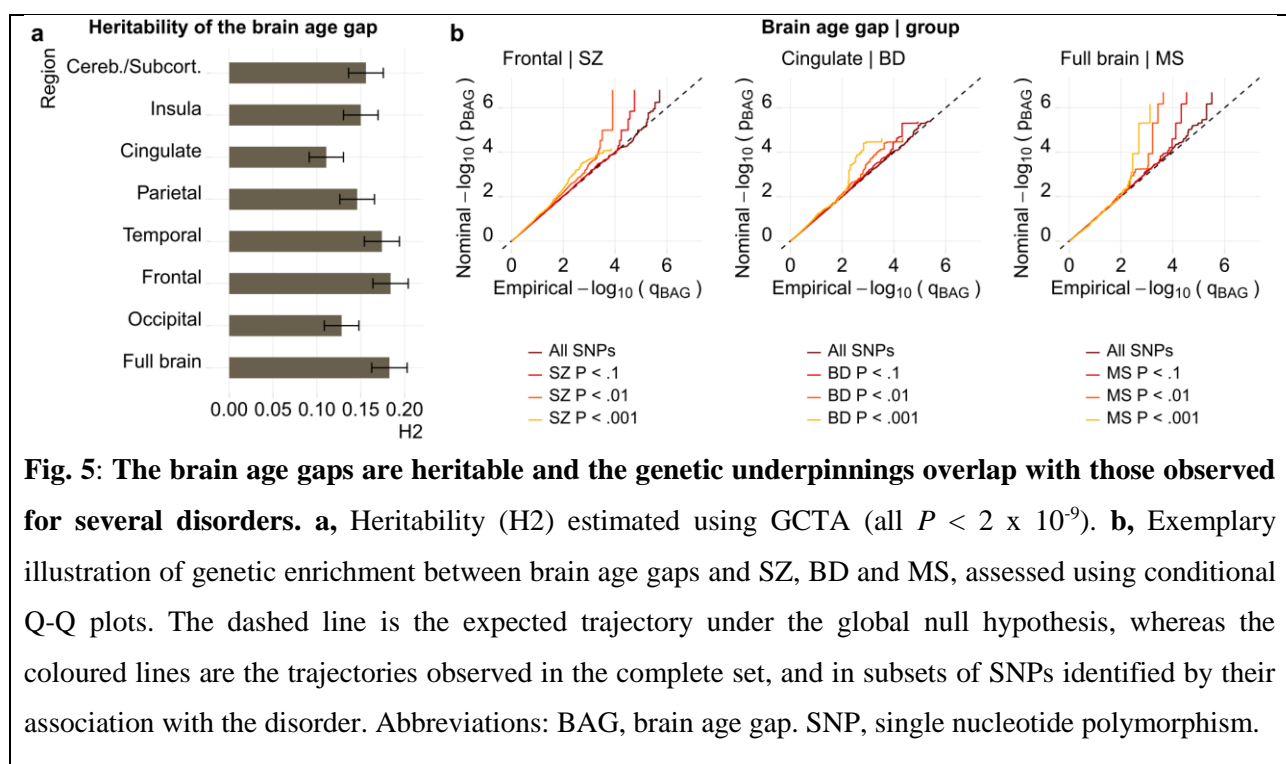 a Heritability of the brain age gap
Region
Cereb./Subcort.
Insula
Cingulate
Parietal
Temporal
Frontal
Occipital
Full brain
0.00 0.05 0.10 0.15 0.20
H2
b Brain age gap | group
Frontal | SZ
Nominal −log10 ( pBAG )
6
4
2
0
0 2 4 6
Empirical −log10 ( qBAG )
All SNPs
SZ P < .1
SZ P < .01
SZ P < .001
Cingulate | BD
Nominal −log10 ( pBAG )
6
4
2
0
0 2 4 6
Empirical −log10 ( qBAG )
All SNPs
BD P < .1
BD P < .01
BD P < .001
Full brain | MS
Nominal −log10 ( pBAG )
6
4
2
0
0 2 4 6
Empirical −log10 ( qBAG )
All SNPs
MS P < .1
MS P < .01
MS P < .001
Fig. 5: The brain age gaps are heritable and the genetic underpinnings overlap with those observed
for several disorders. a, Heritability (H2) estimated using GCTA (all P < 2 x 10-9). b, Exemplary
illustration of genetic enrichment between brain age gaps and SZ, BD and MS, assessed using conditional
Q-Q plots. The dashed line is the expected trajectory under the global null hypothesis, whereas the
coloured lines are the trajectories observed in the complete set, and in subsets of SNPs identified by their
association with the disorder. Abbreviations: BAG, brain age gap. SNP, single nucleotide polymorphism.